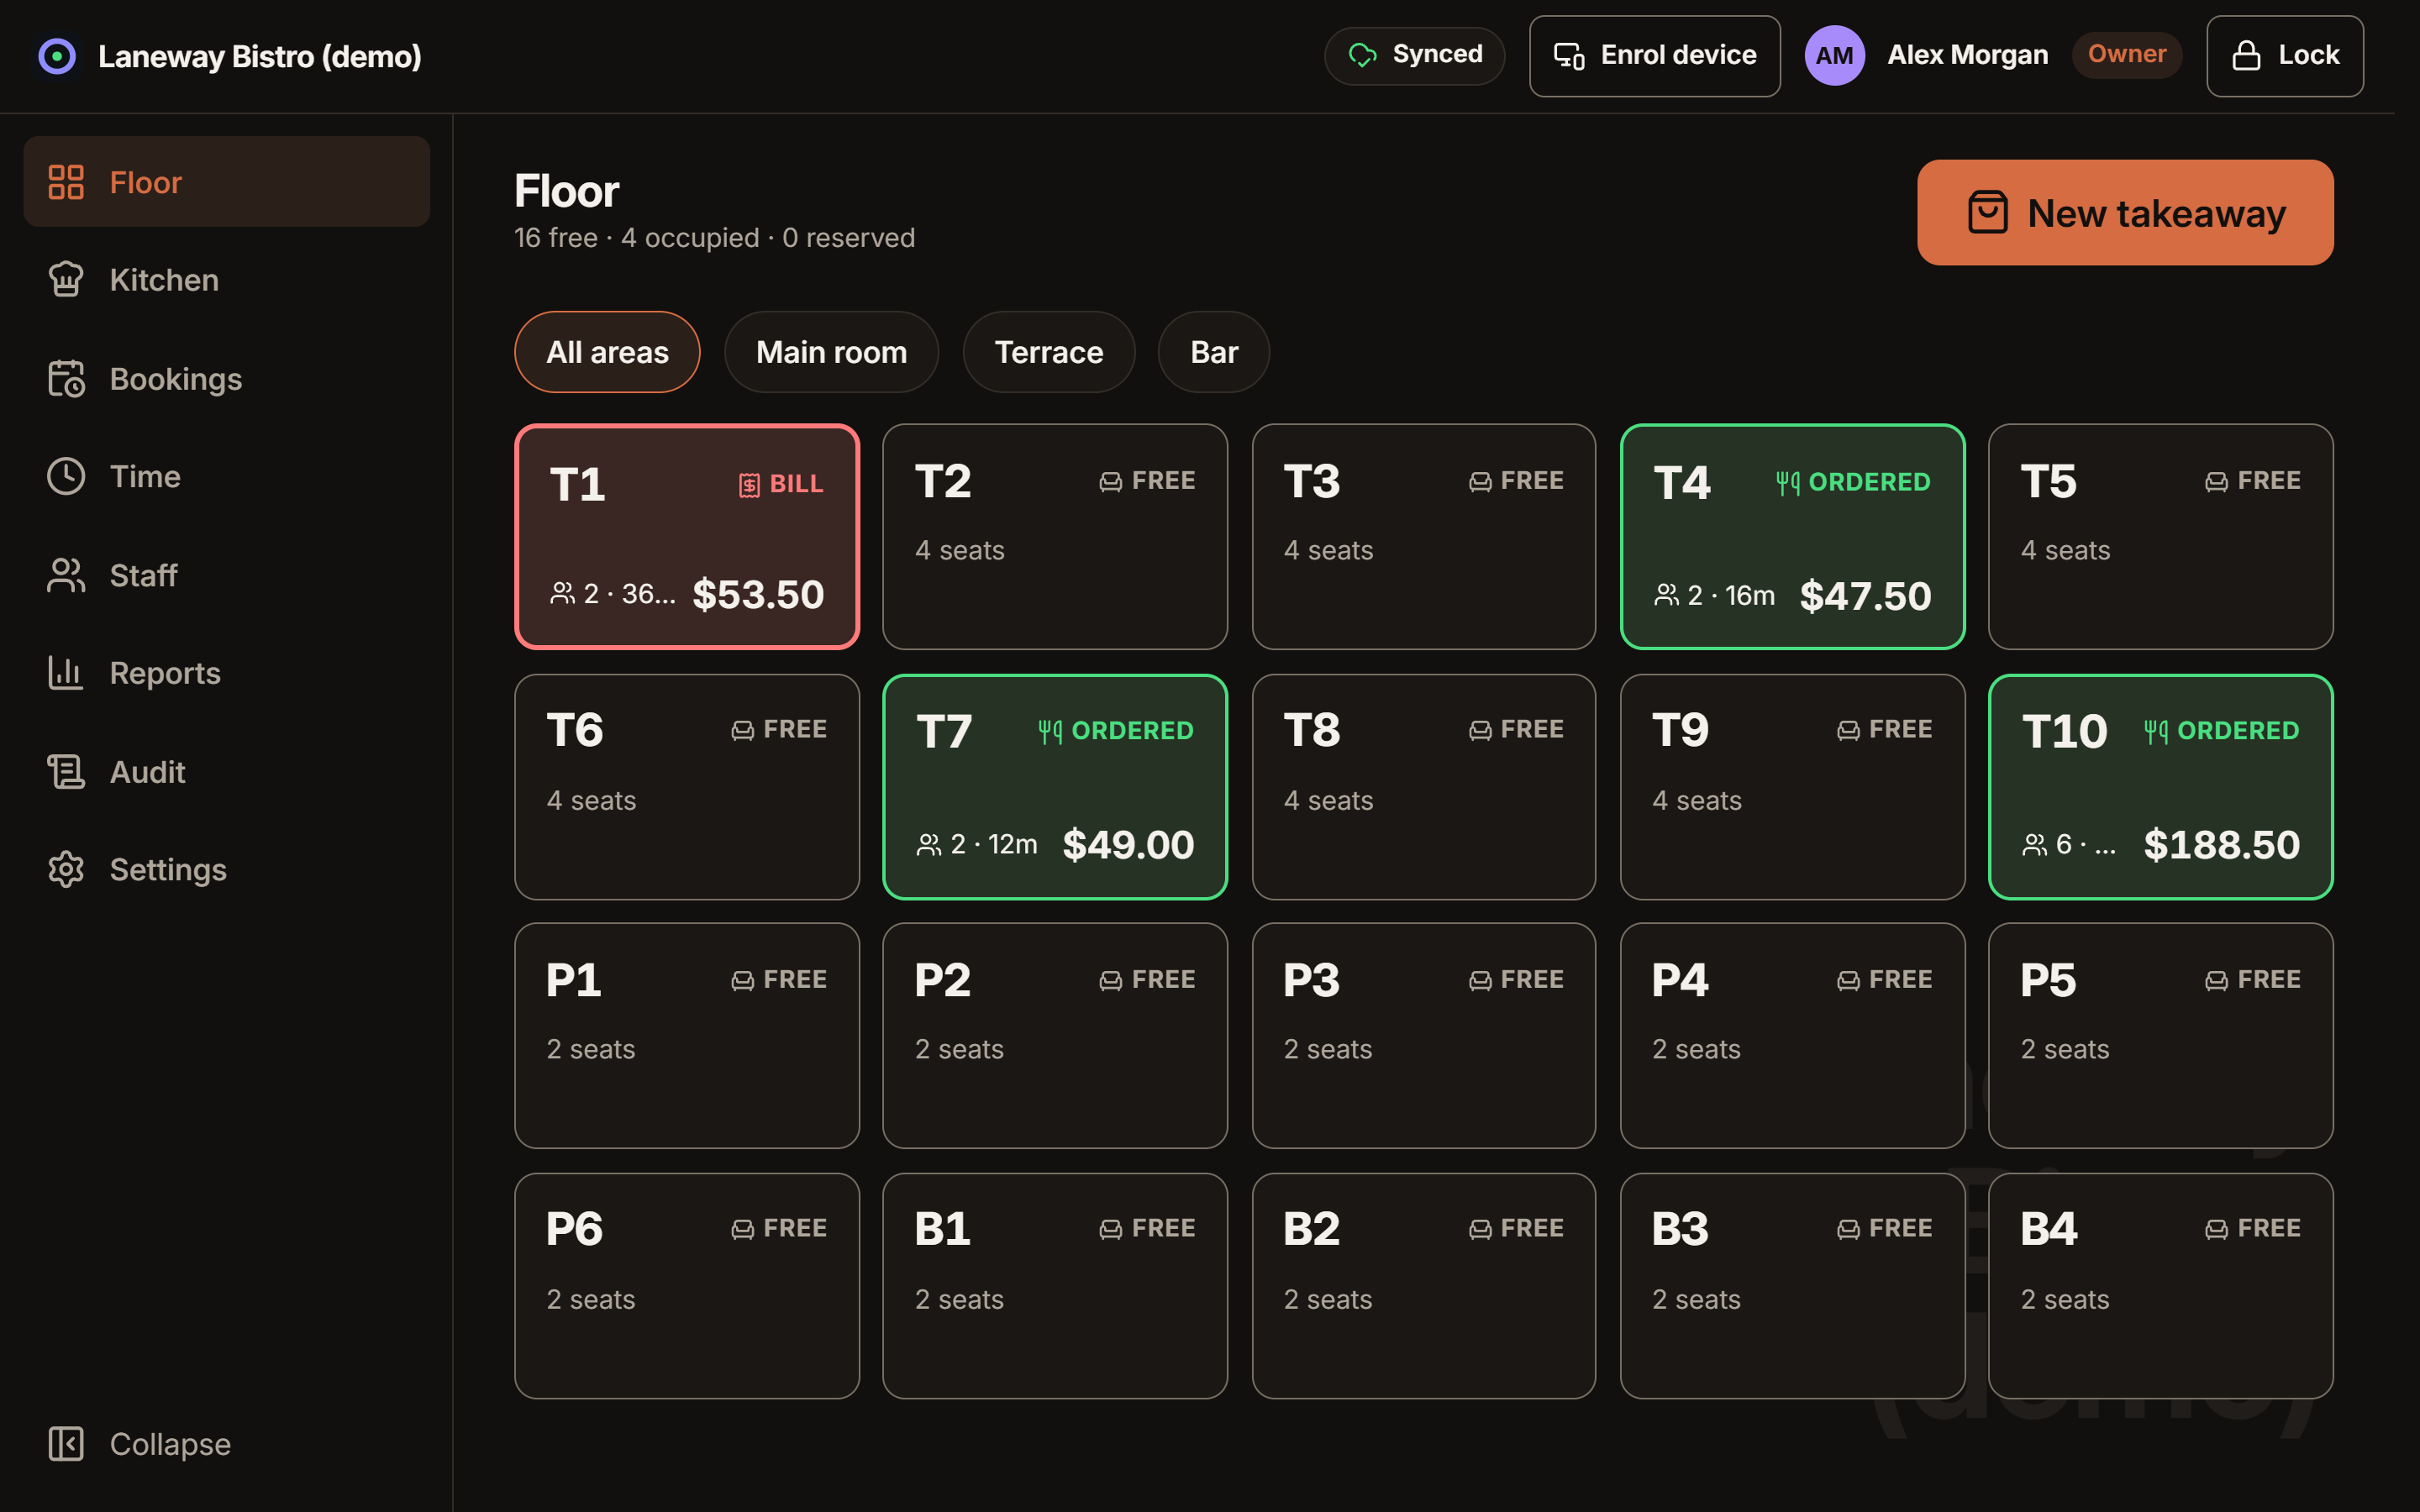 Laneway Bistro (demo)
Synced
Enrol device
AM
Alex Morgan
Owner
Lock
Floor
Kitchen
Bookings
Time
Staff
Reports
Audit
Settings
Collapse
Floor
16 free · 4 occupied · 0 reserved
New takeaway
All areas
Main room
Terrace
Bar
T1 BILL
2 · 36... $53.50
T2 FREE
4 seats
T3 FREE
4 seats
T4 ORDERED
2 · 16m $47.50
T5 FREE
4 seats
T6 FREE
4 seats
T7 ORDERED
2 · 12m $49.00
T8 FREE
4 seats
T9 FREE
4 seats
T10 ORDERED
6 · ... $188.50
P1 FREE
2 seats
P2 FREE
2 seats
P3 FREE
2 seats
P4 FREE
2 seats
P5 FREE
2 seats
P6 FREE
2 seats
B1 FREE
2 seats
B2 FREE
2 seats
B3 FREE
2 seats
B4 FREE
2 seats
(demo)